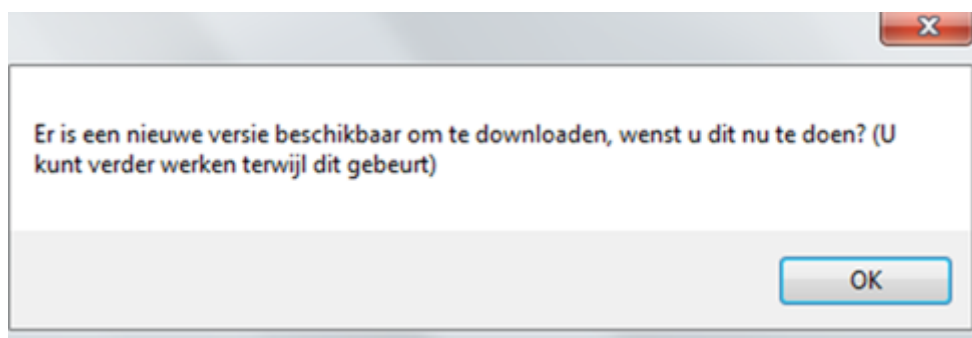 Er is een nieuwe versie beschikbaar om te downloaden, wenst u dit nu te doen? (U
kunt verder werken terwijl dit gebeurt)
OK